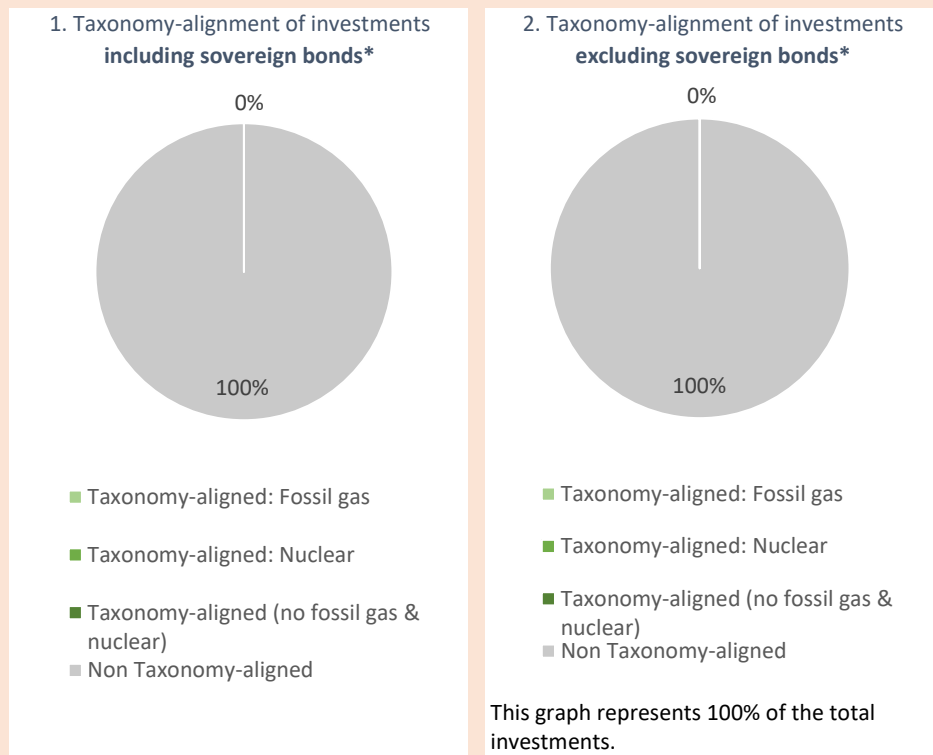 1. Taxonomy-alignment of investments
including sovereign bonds*
0%
100%
Taxonomy-aligned: Fossil gas
Taxonomy-aligned: Nuclear
Taxonomy-aligned (no fossil gas &
nuclear)
Non Taxonomy-aligned
2. Taxonomy-alignment of investments
excluding sovereign bonds*
0%
100%
Taxonomy-aligned: Fossil gas
Taxonomy-aligned: Nuclear
Taxonomy-aligned (no fossil gas &
nuclear)
Non Taxonomy-aligned
This graph represents 100% of the total
investments.